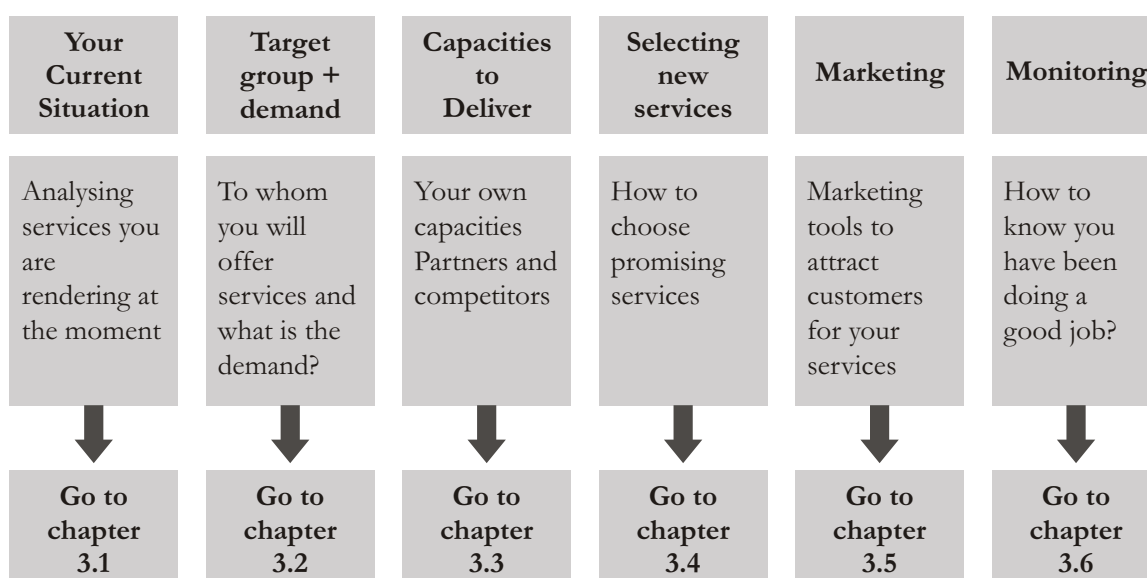 Your
Current
Situation
Target
group +
demand
Capacities
to
Deliver
Selecting
new
services
Marketing
Monitoring
Analysing
services you
are
rendering at
the moment
To whom
you will
offer
services and
what is the
demand?
Your own
capacities
Partners and
competitors
How to
choose
promising
services
Marketing
tools to
attract
customers
for your
services
How to
know you
have been
doing a
good job?
Go to
chapter
3.1
Go to
chapter
3.2
Go to
chapter
3.3
Go to
chapter
3.4
Go to
chapter
3.5
Go to
chapter
3.6